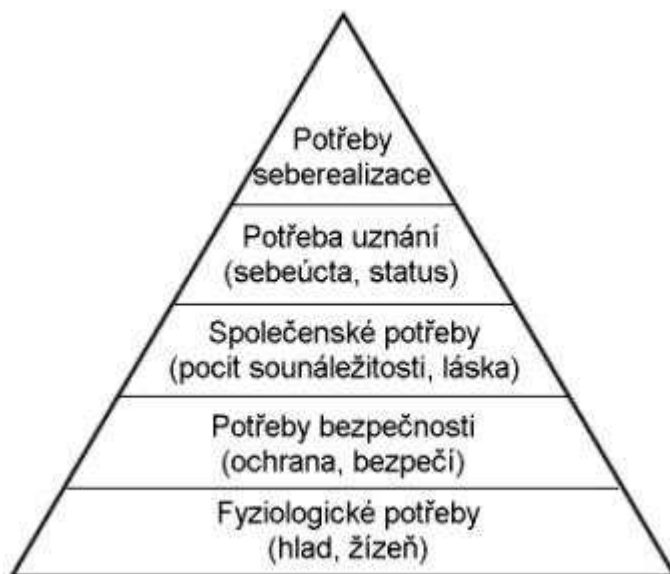 Potřeby
seberealizace
Potřeba uznání
(sebeúcta, status)
Společenské potřeby
(pocit sounáležitosti, láska)
Potřeby bezpečnosti
(ochrana, bezpečí)
Fyziologické potřeby
(hlad, žízeň)